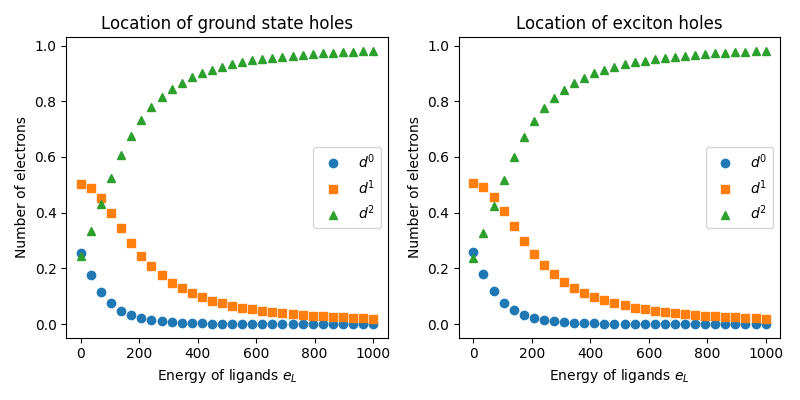 Location of ground state holes
Number of electrons
1.0
0.8
0.6
0.4
0.2
0.0
d⁰
d¹
d²
0 200 400 600 800 1000
Energy of ligands e_L
Location of exciton holes
Number of electrons
1.0
0.8
0.6
0.4
0.2
0.0
d⁰
d¹
d²
0 200 400 600 800 1000
Energy of ligands e_L